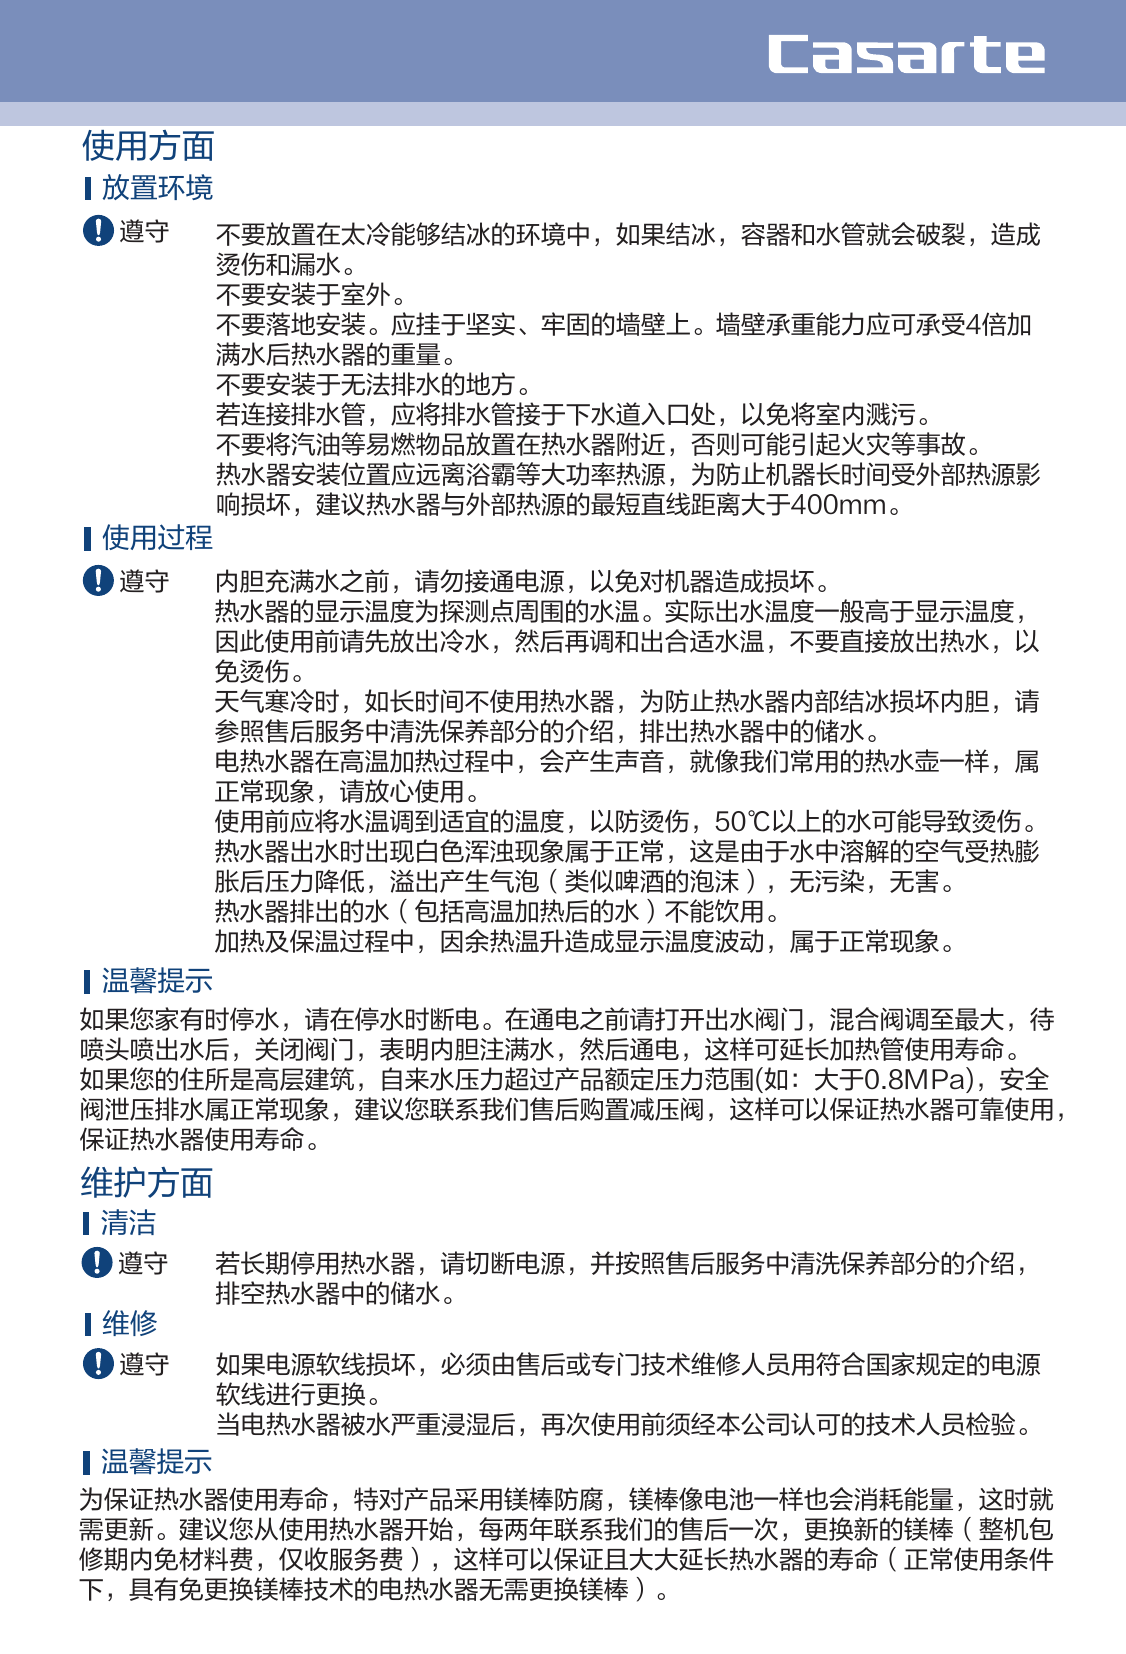 Casarte
使用方面
放置环境
遵守
不要放置在太冷能够结冰的环境中，如果结冰，容器和水管就会破裂，造成
烫伤和漏水。
不要安装于室外。
不要落地安装。应挂于坚实、牢固的墙壁上。墙壁承重能力应可承受4倍加
满水后热水器的重量。
不要安装于无法排水的地方。
若连接排水管，应将排水管接于下水道入口处，以免将室内溅污。
不要将汽油等易燃物品放置在热水器附近，否则可能引起火灾等事故。
热水器安装位置应远离浴霸等大功率热源，为防止机器长时间受外部热源影
响损坏，建议热水器与外部热源的最短直线距离大于400mm。
使用过程
遵守
内胆充满水之前，请勿接通电源，以免对机器造成损坏。
热水器的显示温度为探测点周围的水温。实际出水温度一般高于显示温度，
因此使用前请先放出冷水，然后再调和出合适水温，不要直接放出热水，以
免烫伤。
天气寒冷时，如长时间不使用热水器，为防止热水器内部结冰损坏内胆，请
参照售后服务中清洗保养部分的介绍，排出热水器中的储水。
电热水器在高温加热过程中，会产生声音，就像我们常用的热水壶一样，属
正常现象，请放心使用。
使用前应将水温调到适宜的温度，以防烫伤，50℃以上的水可能导致烫伤。
热水器出水时出现白色浑浊现象属于正常，这是由于水中溶解的空气受热膨
胀后压力降低，溢出产生气泡（类似啤酒的泡沫），无污染，无害。
热水器排出的水（包括高温加热后的水）不能饮用。
加热及保温过程中，因余热温升造成显示温度波动，属于正常现象。
温馨提示
如果您家有时停水，请在停水时断电。在通电之前请打开出水阀门，混合阀调至最大，待
喷头喷出水后，关闭阀门，表明内胆注满水，然后通电，这样可延长加热管使用寿命。
如果您的住所是高层建筑，自来水压力超过产品额定压力范围(如：大于0.8MPa)，安全
阀泄压排水属正常现象，建议您联系我们售后购置减压阀，这样可以保证热水器可靠使用，
保证热水器使用寿命。
维护方面
清洁
遵守
若长期停用热水器，请切断电源，并按照售后服务中清洗保养部分的介绍，
排空热水器中的储水。
维修
遵守
如果电源软线损坏，必须由售后或专门技术维修人员用符合国家规定的电源
软线进行更换。
当电热水器被水严重浸湿后，再次使用前须经本公司认可的技术人员检验。
温馨提示
为保证热水器使用寿命，特对产品采用镁棒防腐，镁棒像电池一样也会消耗能量，这时就
需更新。建议您从使用热水器开始，每两年联系我们的售后一次，更换新的镁棒（整机包
修期内免材料费，仅收服务费），这样可以保证且大大延长热水器的寿命（正常使用条件
下，具有免更换镁棒技术的电热水器无需更换镁棒）。